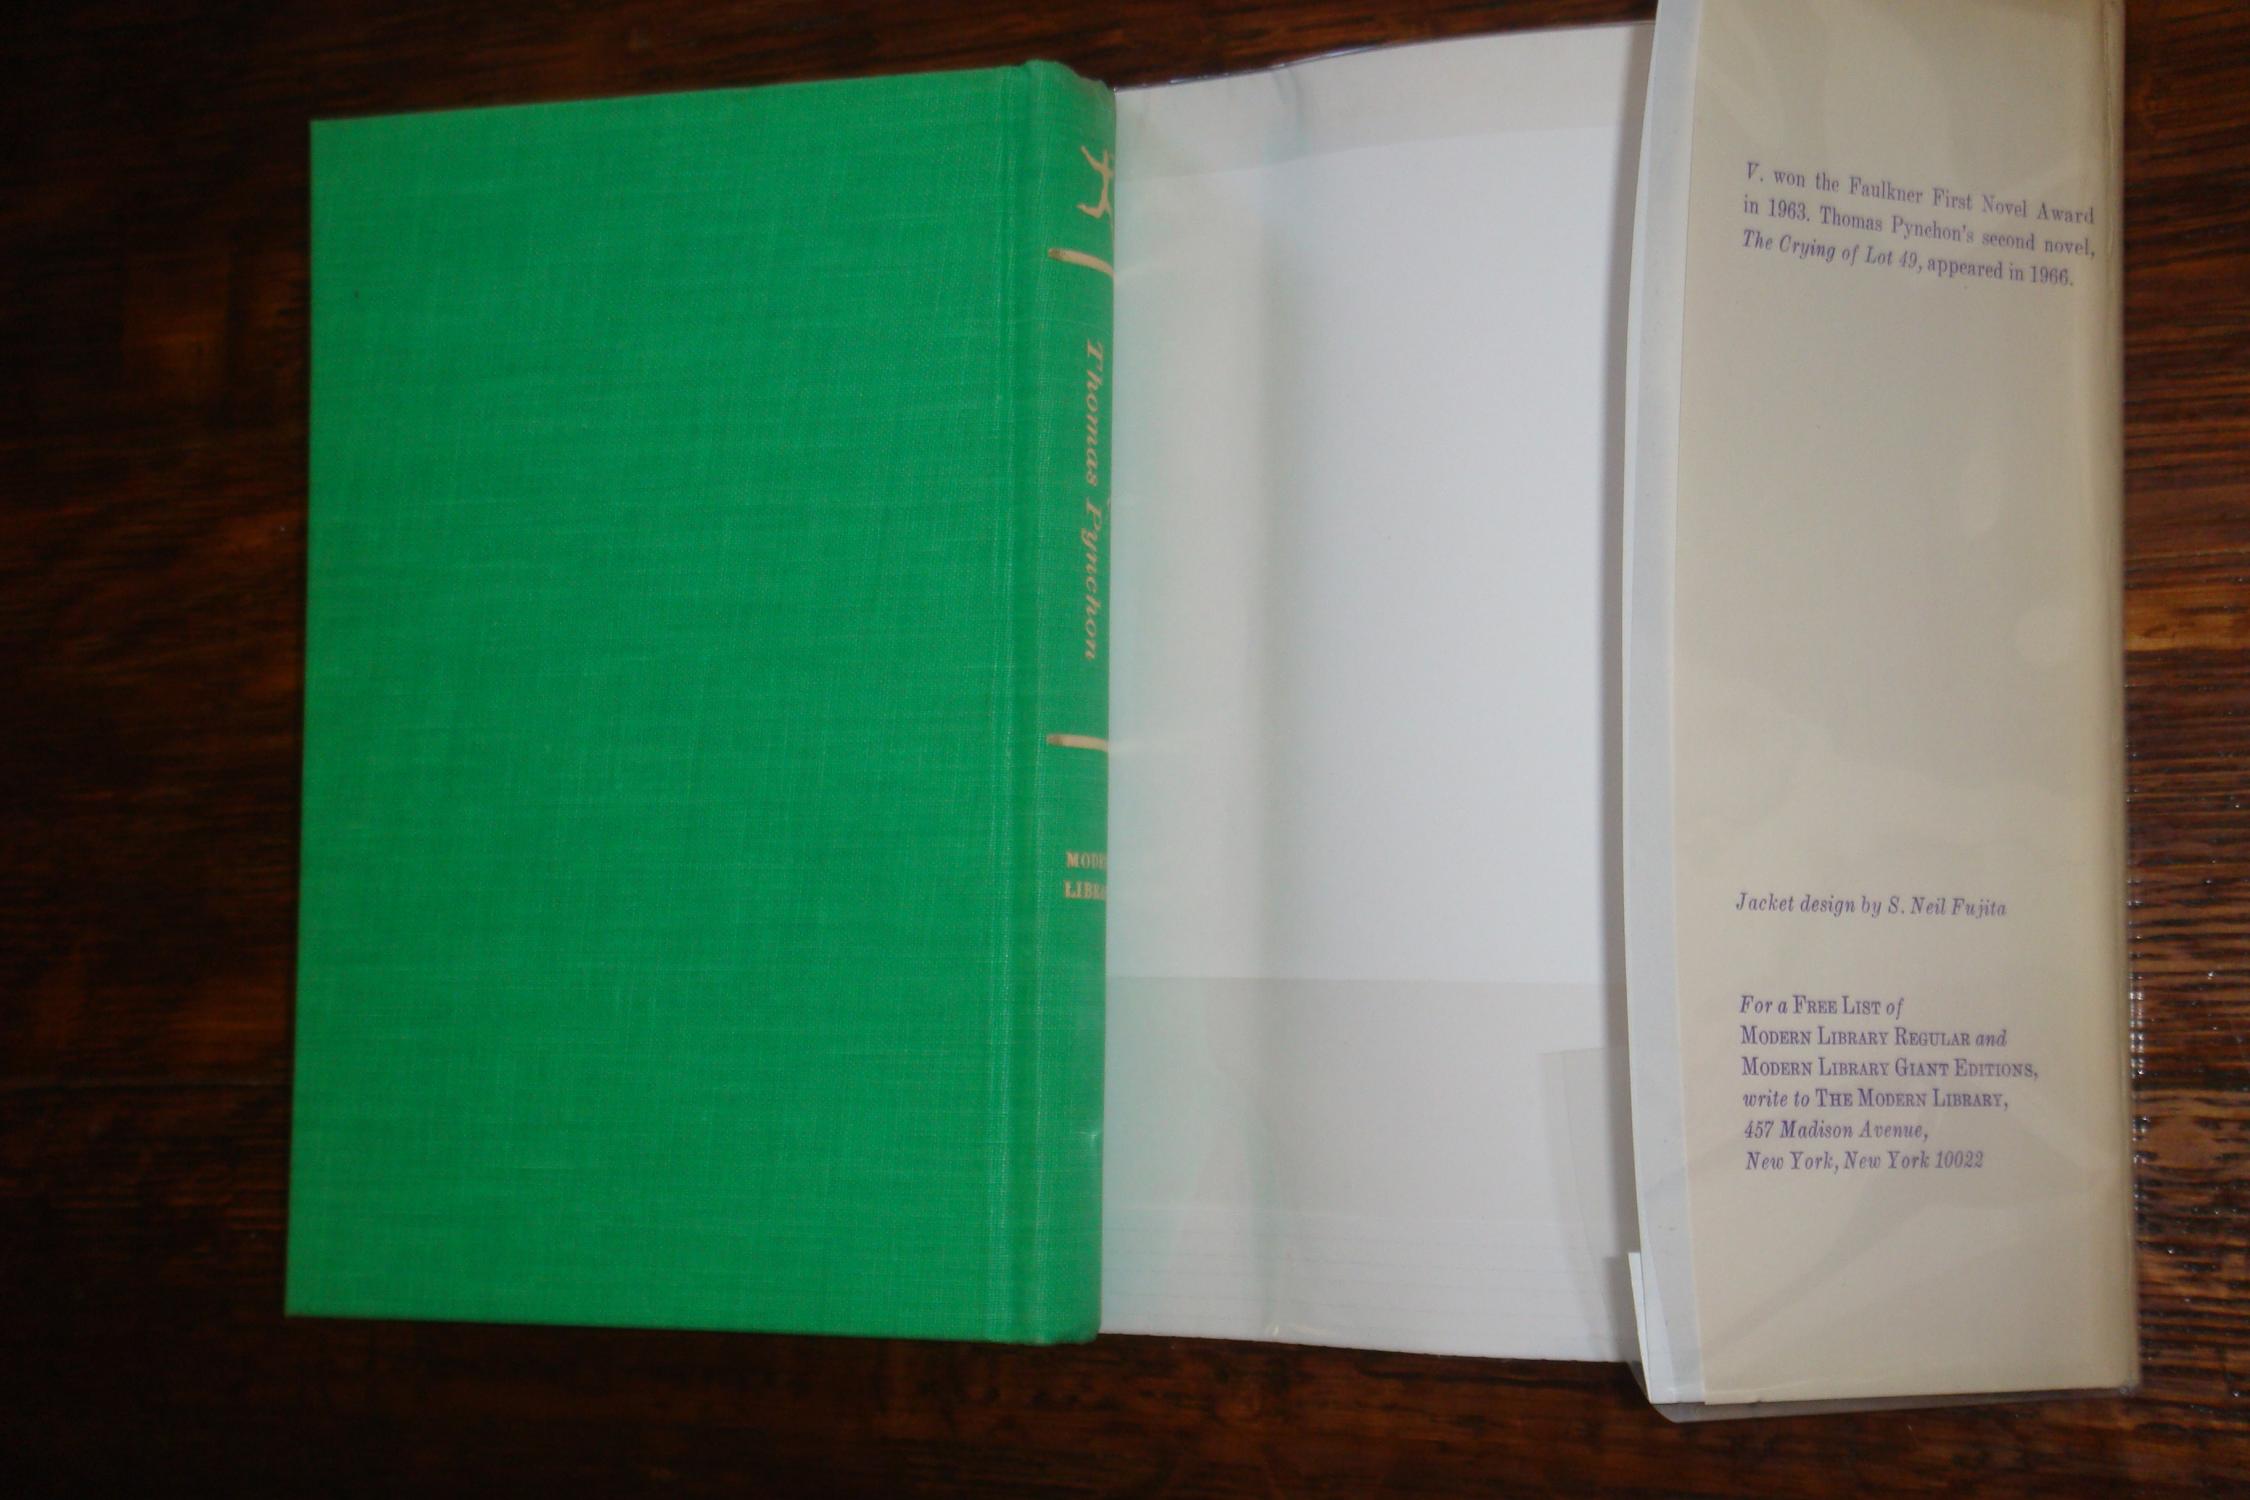 Thomas Pynchon
V. won the Faulkner First Novel Award
in 1963. Thomas Pynchon's second novel,
The Crying of Lot 49, appeared in 1966.
Jacket design by S. Neil Fujita
For a FREE LIST of
MODERN LIBRARY REGULAR and
MODERN LIBRARY GIANT EDITIONS,
write to THE MODERN LIBRARY,
457 Madison Avenue,
New York, New York 10022